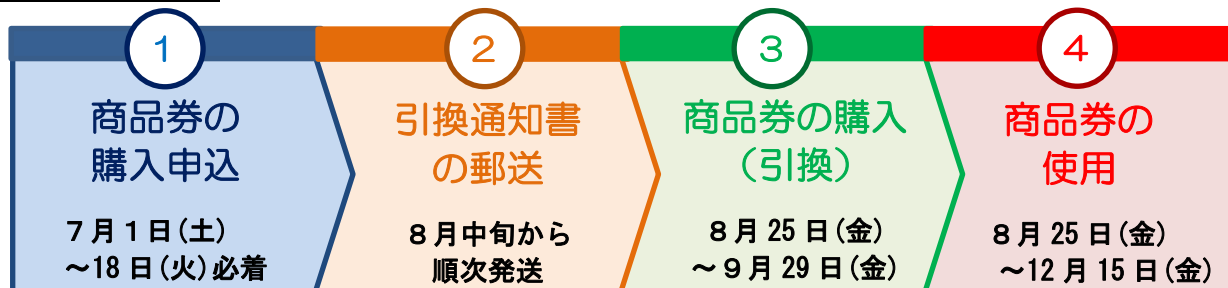 1
商品券の
購入申込
７月１日(土)
～18日(火)必着
2
引換通知書
の郵送
８月中旬から
順次発送
3
商品券の購入
（引換）
８月25日(金)
～９月29日(金)
4
商品券の
使用
８月25日(金)
～12月15日(金)